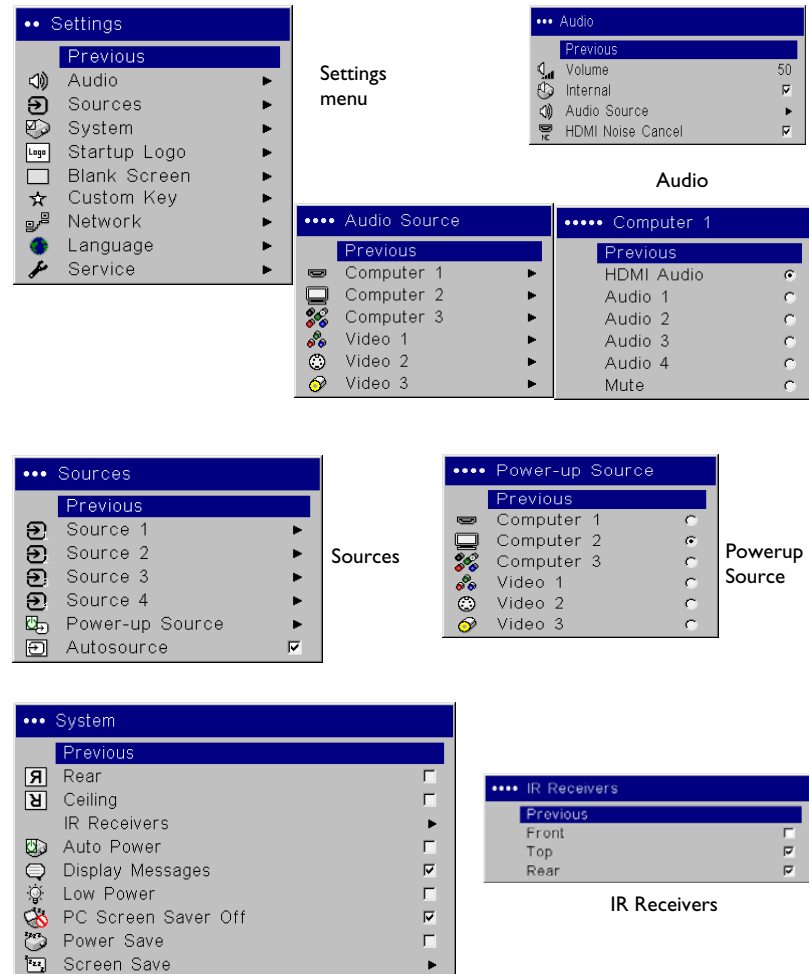 •• Settings
Previous
Audio
Sources
System
Logo Startup Logo
Blank Screen
Custom Key
Network
Language
Service
Settings
menu
••• Audio
Previous
Volume 50
Internal
Audio Source
NC HDMI Noise Cancel
Audio
•••• Audio Source
Previous
Computer 1
Computer 2
Computer 3
Video 1
Video 2
Video 3
••••• Computer 1
Previous
HDMI Audio
Audio 1
Audio 2
Audio 3
Audio 4
Mute
••• Sources
Previous
Source 1
Source 2
Source 3
Source 4
Power-up Source
Autosource
Sources
•••• Power-up Source
Previous
Computer 1
Computer 2
Computer 3
Video 1
Video 2
Video 3
Powerup
Source
••• System
Previous
Rear
Ceiling
IR Receivers
Auto Power
Display Messages
Low Power
PC Screen Saver Off
Power Save
Screen Save
•••• IR Receivers
Previous
Front
Top
Rear
IR Receivers